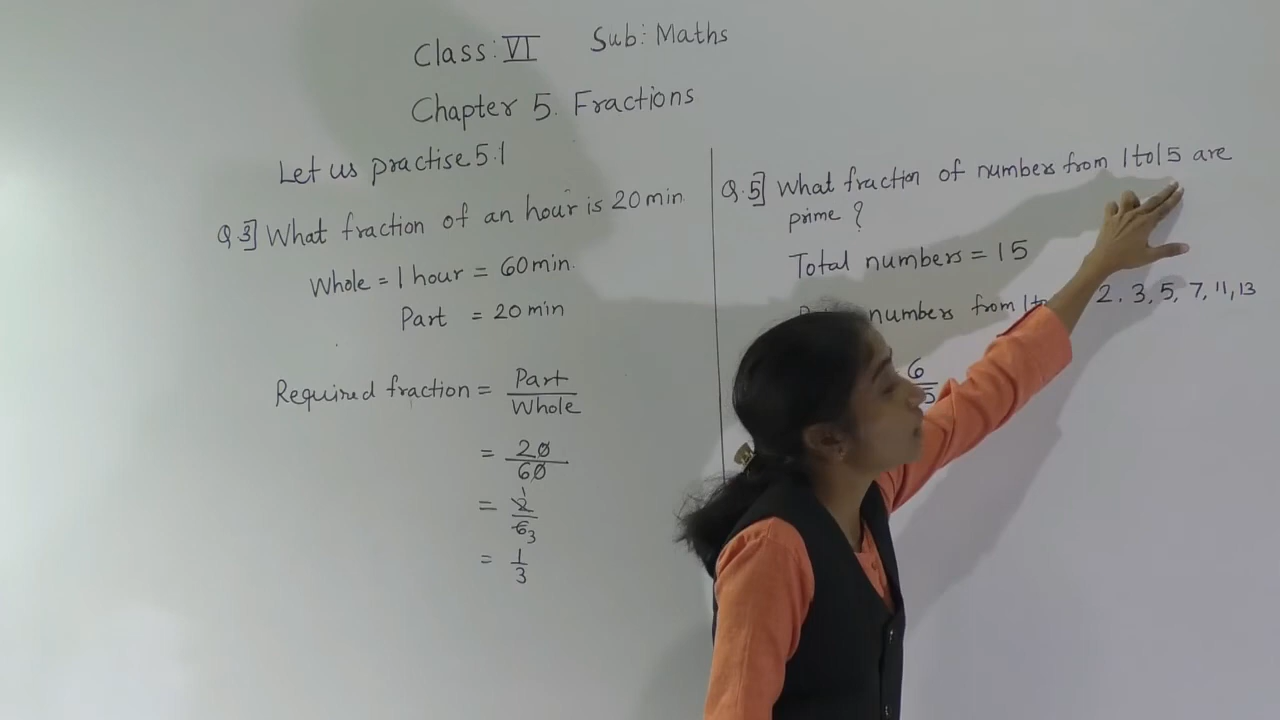 Class: VI Sub: Maths
Chapter 5. Fractions
Let us practise 5.1
Q 3] What fraction of an hour is 20 min.
Whole = 1 hour = 60 min.
Part = 20 min
Required fraction = Part
Whole
= 20
60
= 1
2
6 3
= 1
3
Q. 5] What fraction of numbers from 1 to 15 are
prime ?
Total numbers = 15
numbers from 2, 3, 5, 7, 11, 13
6